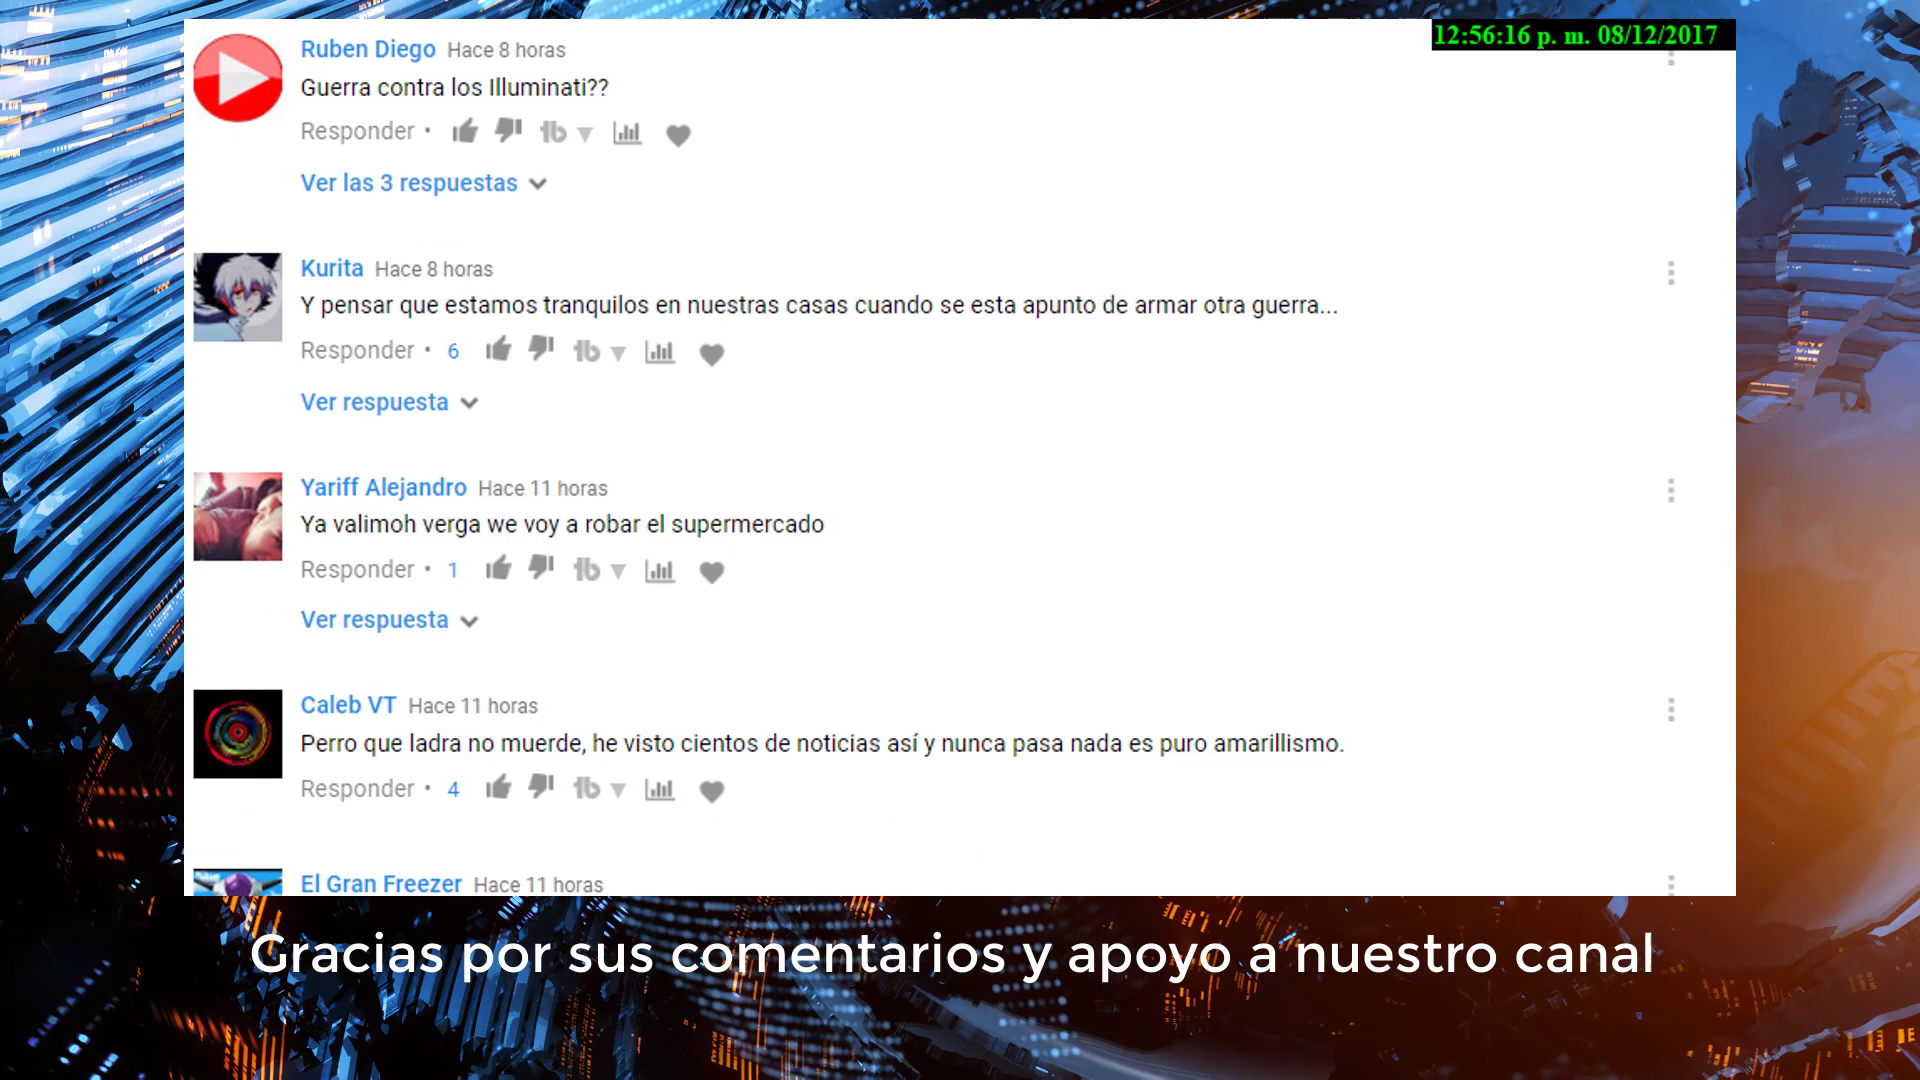 12:56:16 p. m. 08/12/2017
Ruben Diego Hace 8 horas
Guerra contra los Illuminati??
Responder •
Ver las 3 respuestas
Kurita Hace 8 horas
Y pensar que estamos tranquilos en nuestras casas cuando se esta apunto de armar otra guerra...
Responder • 6
Ver respuesta
Yariff Alejandro Hace 11 horas
Ya valimoh verga we voy a robar el supermercado
Responder • 1
Ver respuesta
Caleb VT Hace 11 horas
Perro que ladra no muerde, he visto cientos de noticias así y nunca pasa nada es puro amarillismo.
Responder • 4
El Gran Freezer Hace 11 horas
Gracias por sus comentarios y apoyo a nuestro canal